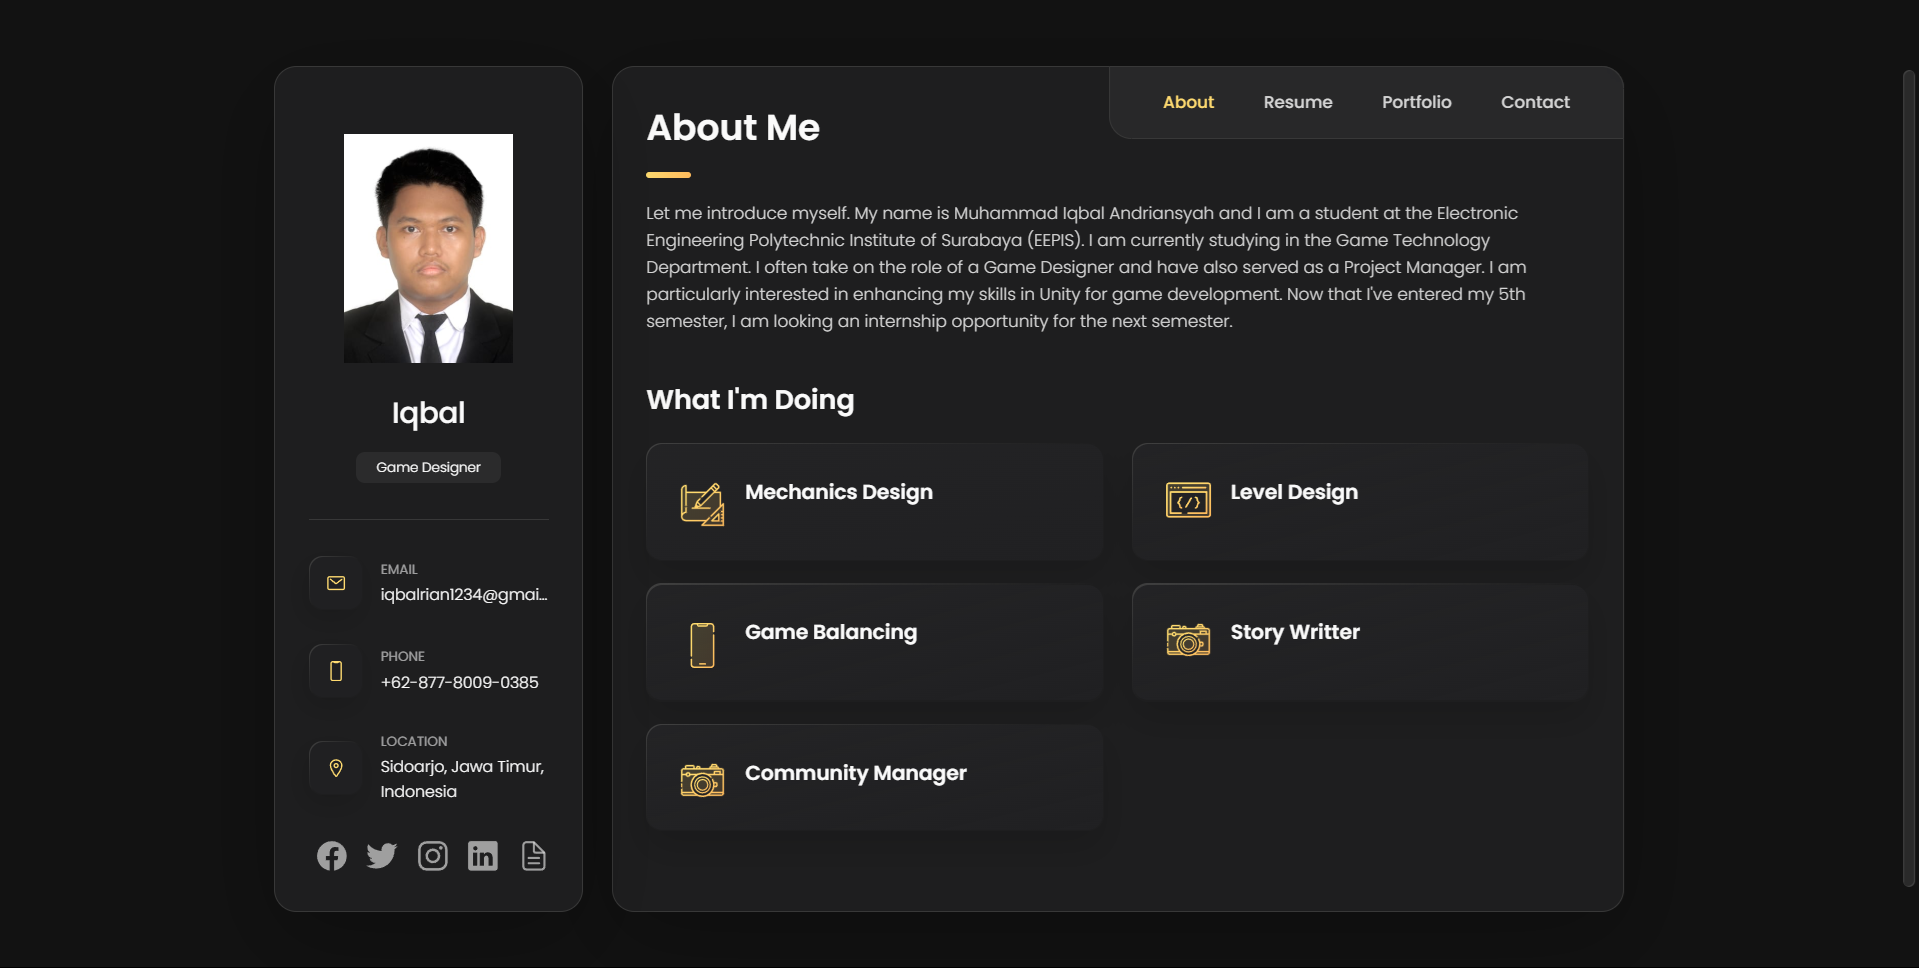 Iqbal
Game Designer
EMAIL
iqbalrian1234@gmai...
PHONE
+62-877-8009-0385
LOCATION
Sidoarjo, Jawa Timur,
Indonesia
About Resume Portfolio Contact
About Me
Let me introduce myself. My name is Muhammad Iqbal Andriansyah and I am a student at the Electronic
Engineering Polytechnic Institute of Surabaya (EEPIS). I am currently studying in the Game Technology
Department. I often take on the role of a Game Designer and have also served as a Project Manager. I am
particularly interested in enhancing my skills in Unity for game development. Now that I've entered my 5th
semester, I am looking an internship opportunity for the next semester.
What I'm Doing
Mechanics Design
Level Design
Game Balancing
Story Writter
Community Manager